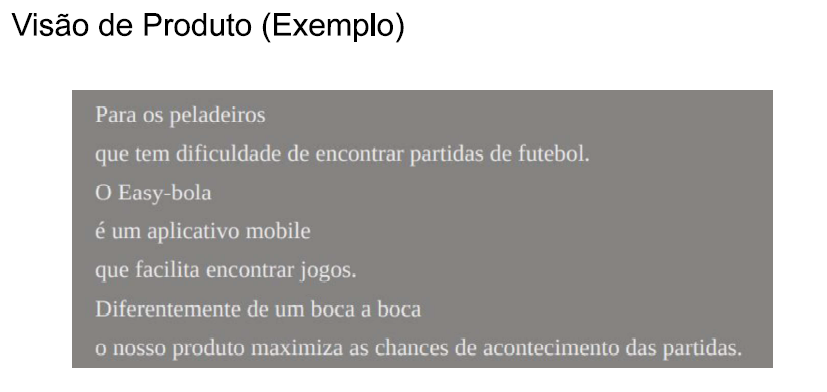 Visão de Produto (Exemplo)
Para os peladeiros
que tem dificuldade de encontrar partidas de futebol.
O Easy-bola
é um aplicativo mobile
que facilita encontrar jogos.
Diferentemente de um boca a boca
o nosso produto maximiza as chances de acontecimento das partidas.